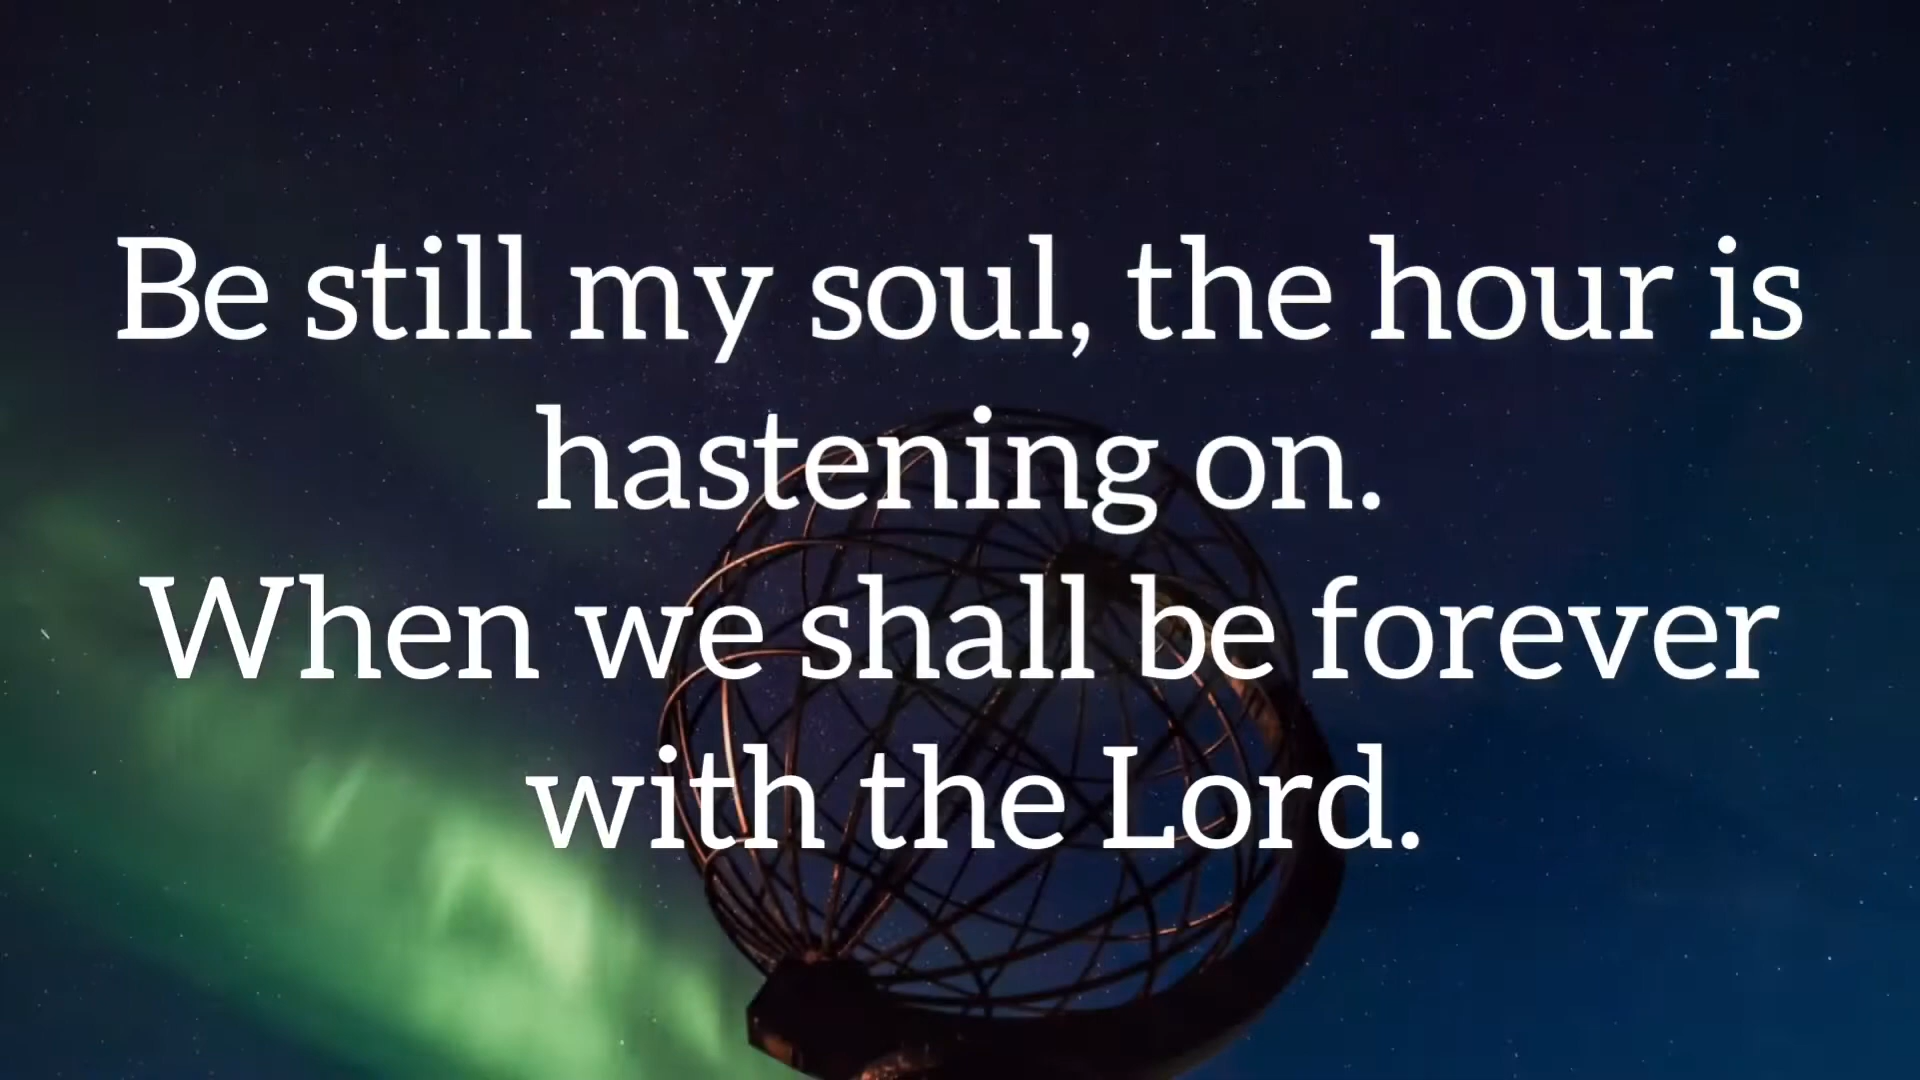 Be still my soul, the hour is
hastening on.
When we shall be forever
with the Lord.